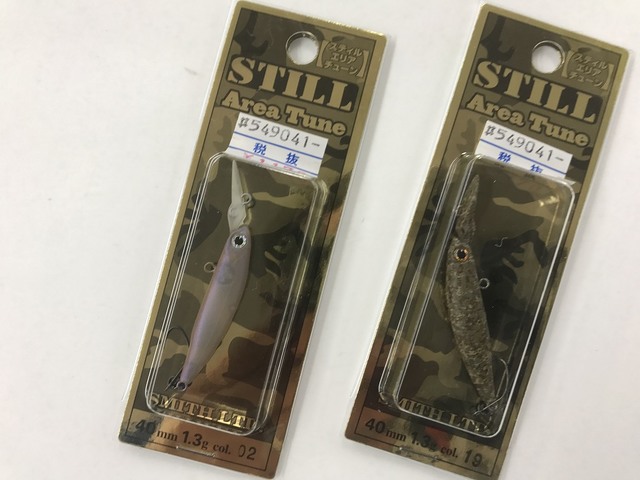 【スティル
エリア
チューン】
STILL
Area Tune
#549041-
税抜
SMITH LTD
40mm 1.3g col. 02
【スティル
エリア
チューン】
STILL
Area Tune
#549041-
税抜
SMITH LTD
40mm 1.3g col. 19